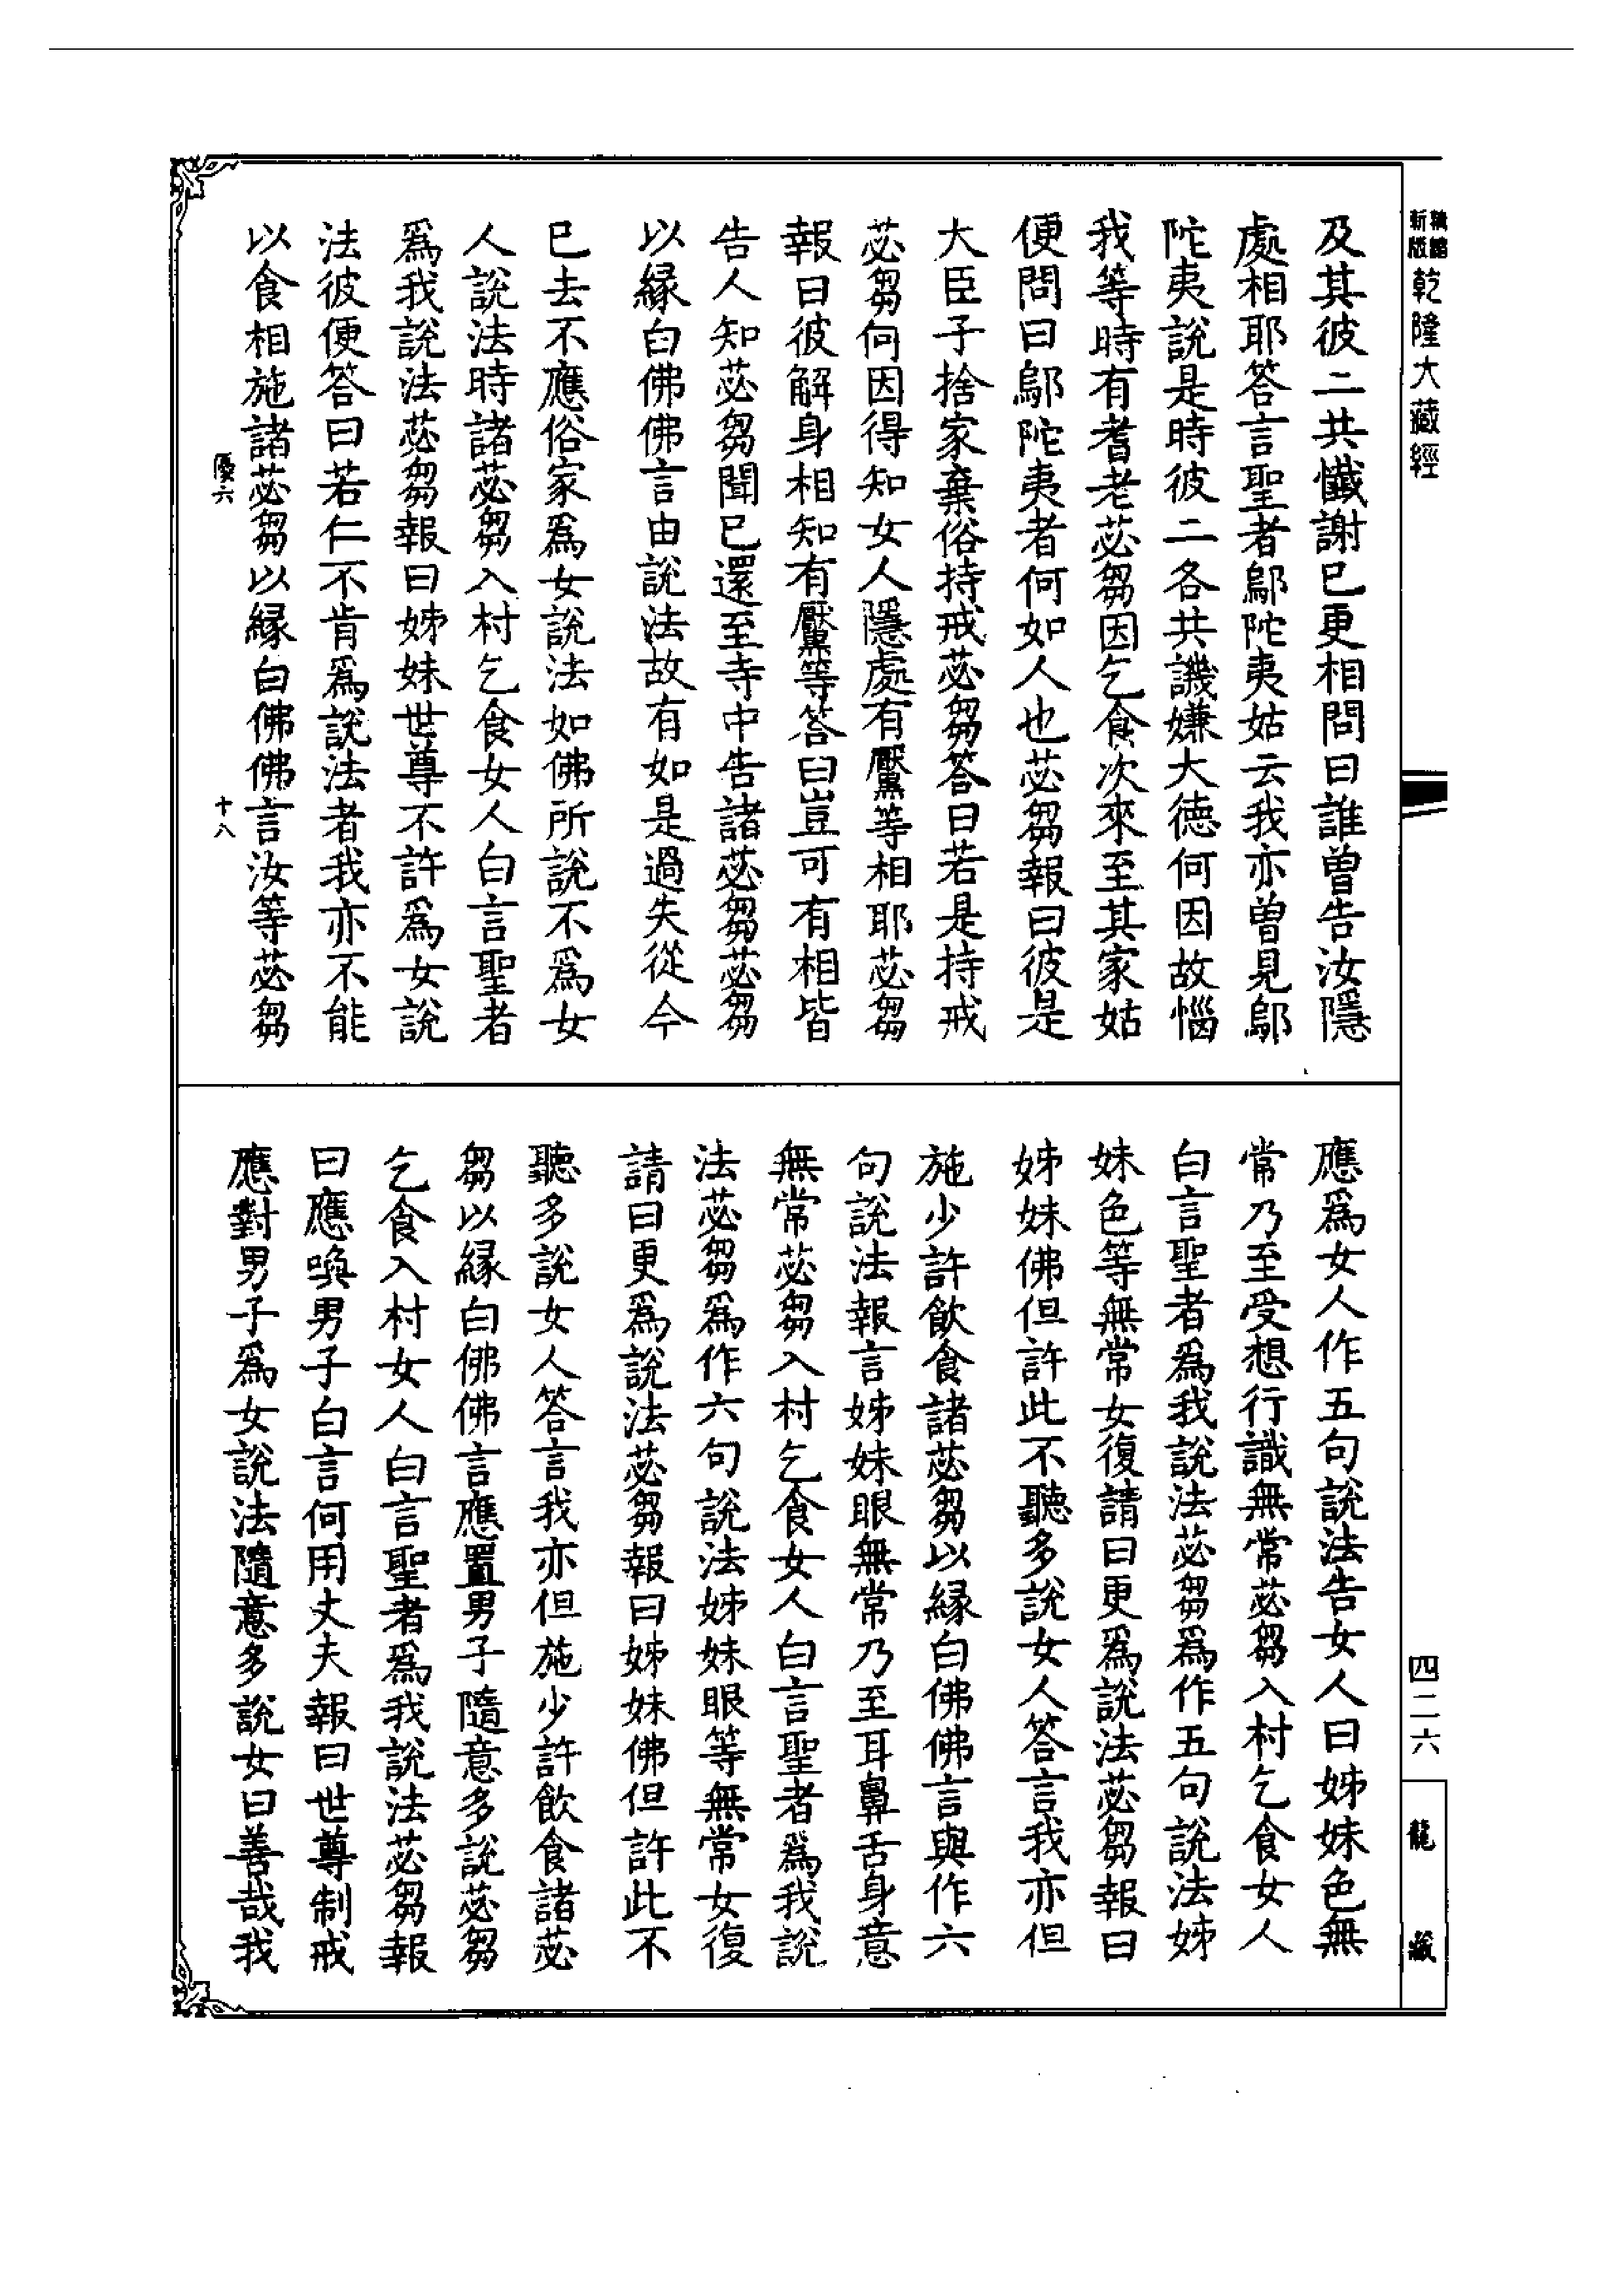 新版
乾隆大藏經
及其彼二共懺謝已更相問曰誰曾告汝隱
處相耶答言聖者鄔陀夷姑云我亦曾見鄔
陀夷說是時彼二各共譏嫌大德何因故惱
我等時有耆老苾芻因乞食次來至其家姑
便問曰鄔陀夷者何如人也苾芻報曰彼是
大臣子捨家棄俗持戒苾芻答曰若是持戒
苾芻何因得知女人隱處有黶等相耶苾芻
報曰彼解身相知有黶等答曰豈可有相皆
告人知苾芻聞已還至寺中告諸苾芻苾芻
以緣白佛佛言由說法故有如是過失從今
已去不應俗家為女說法如佛所說不為女
人說法時諸苾芻入村乞食女人白言聖者
為我說法苾芻報曰姊妹世尊不許為女說
法彼便答曰若仁不肯為說法者我亦不能
以食相施諸苾芻以緣白佛佛言汝等苾芻
優六
十八
應為女人作五句說法告女人曰姊妹色無
常乃至受想行識無常苾芻入村乞食女人
白言聖者為我說法苾芻為作五句說法姊
妹色等無常女復請曰更為說法苾芻報曰
姊妹佛但許此不聽多說女人答言我亦但
施少許飲食諸苾芻以緣白佛佛言與作六
句說法報言姊妹眼無常乃至耳鼻舌身意
無常苾芻入村乞食女人白言聖者為我說
法苾芻為作六句說法姊妹眼等無常女復
請曰更為說法苾芻報曰姊妹佛但許此不
聽多說女人答言我亦但施少許飲食諸苾
芻以緣白佛佛言應置男子隨意多說苾芻
乞食入村女人白言聖者為我說法苾芻報
曰應喚男子白言何用丈夫報曰世尊制戒
應對男子為女說法隨意多說女曰善哉我
四二六
龍藏